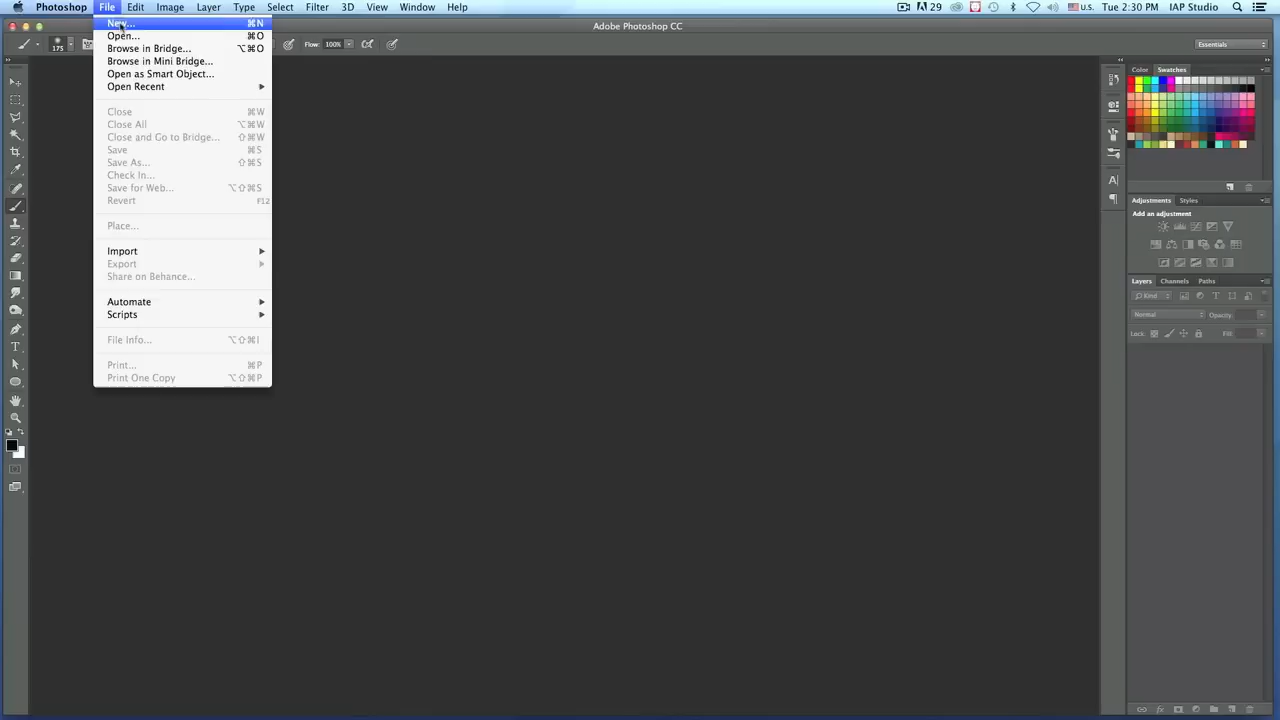 Photoshop File Edit Image Layer Type Select Filter 3D View Window Help 29 U.S. Tue 2:30 PM IAP Studio
Adobe Photoshop CC
175 Flow: 100% Essentials
New... ⌘N
Open... ⌘O
Browse in Bridge... ⌥⌘O
Browse in Mini Bridge...
Open as Smart Object...
Open Recent
Close ⌘W
Close All ⌥⌘W
Close and Go to Bridge... ⇧⌘W
Save ⌘S
Save As... ⇧⌘S
Check In...
Save for Web... ⌥⇧⌘S
Revert F12
Place...
Import
Export
Share on Behance...
Automate
Scripts
File Info... ⌥⇧⌘I
Print... ⌘P
Print One Copy ⌥⇧⌘P
Color Swatches
Adjustments Styles
Add an adjustment
Layers Channels Paths
Kind
Normal Opacity:
Lock: Fill: